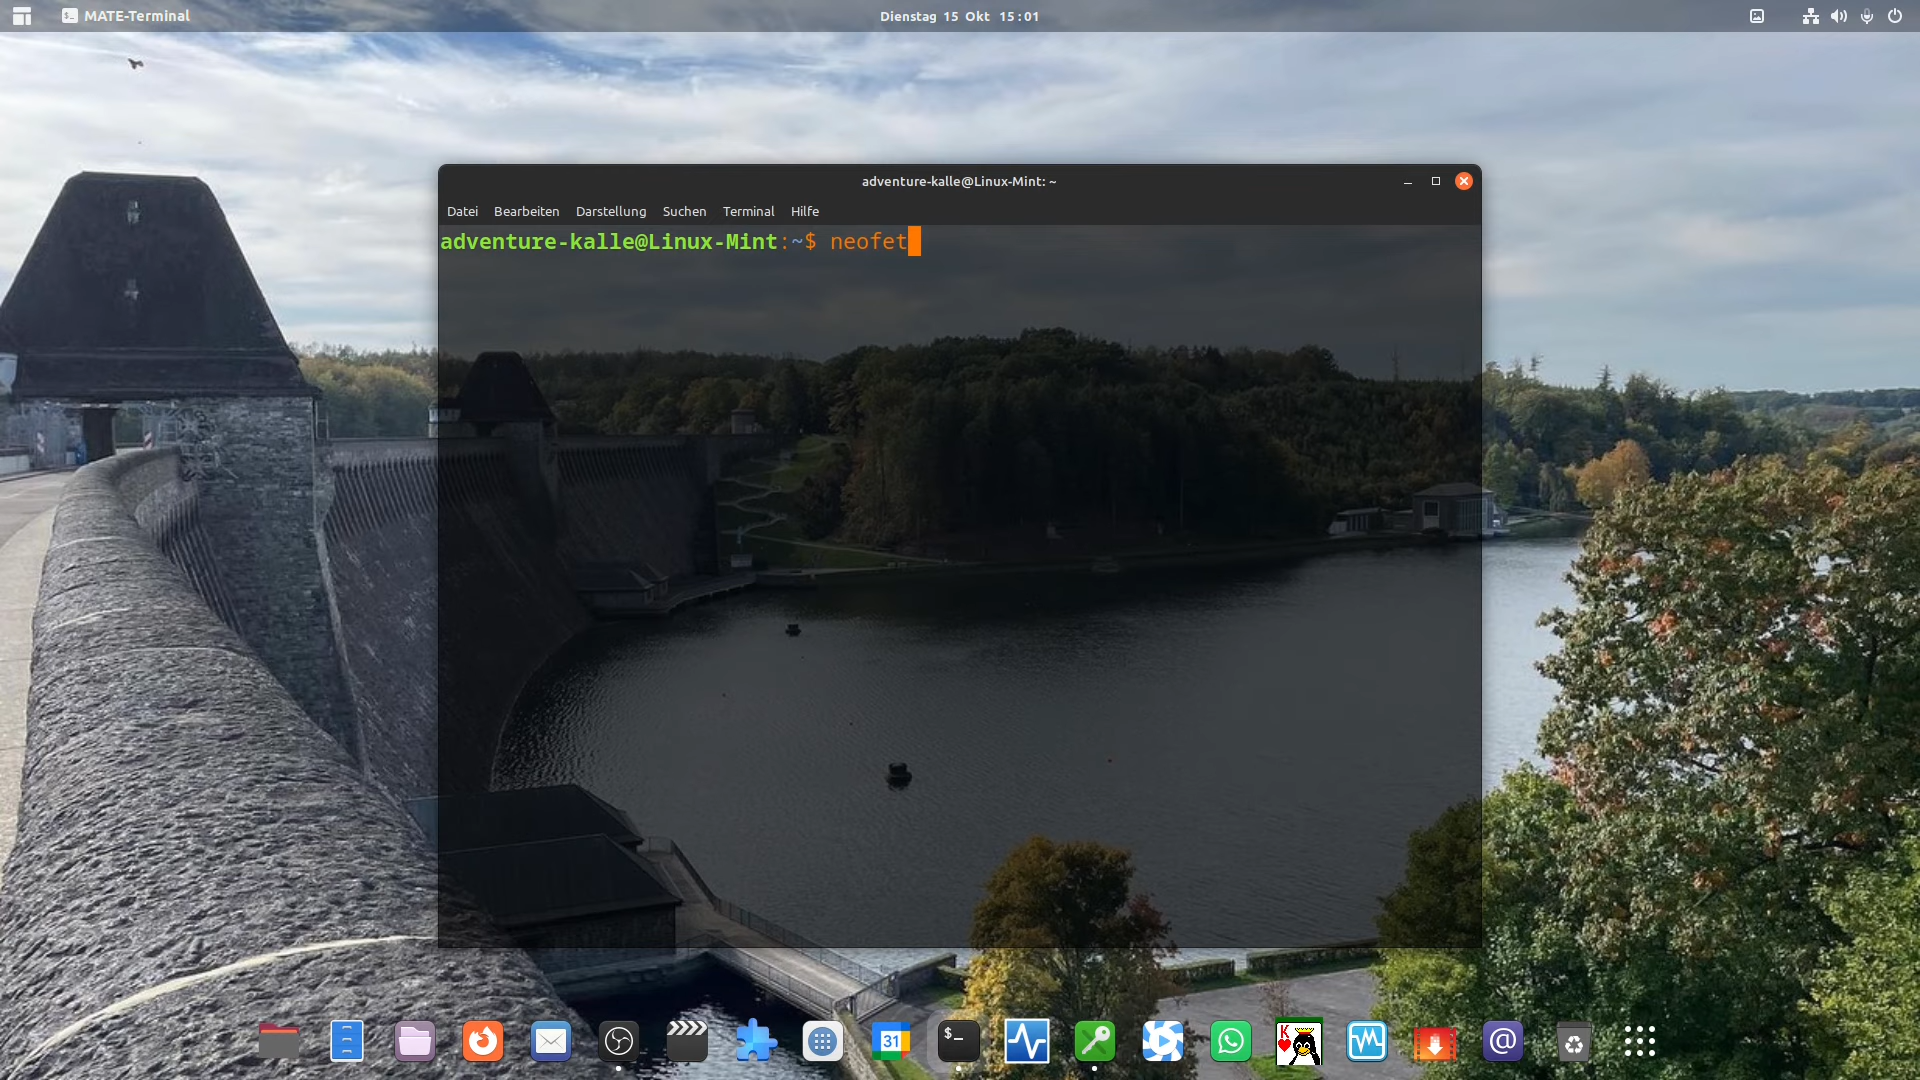 MATE-Terminal
Dienstag 15 Okt 15:01
adventure-kalle@Linux-Mint: ~
Datei Bearbeiten Darstellung Suchen Terminal Hilfe
adventure-kalle@Linux-Mint:~$ neofet
31
$_
@
K